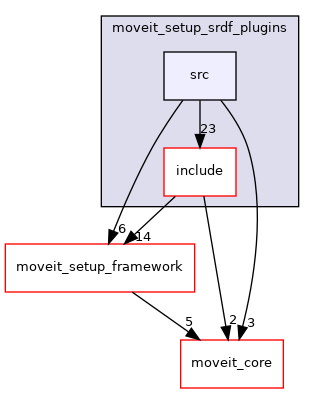 moveit_setup_srdf_plugins
src
23
include
6
14
moveit_setup_framework
5
2
3
moveit_core